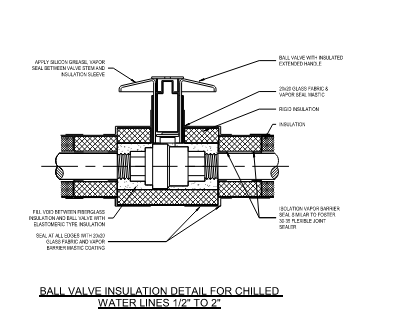 APPLY SILICON GREASE, VAPOR
SEAL BETWEEN VALVE STEM AND
INSULATION SLEEVE
BALL VALVE WITH INSULATED
EXTENDED HANDLE
20x20 GLASS FABRIC &
VAPOR SEAL MASTIC
RIGID INSULATION
INSULATION
FILL VOID BETWEEN FIBERGLASS
INSULATION AND BALL VALVE WITH
ELASTOMERIC TYPE INSULATION
SEAL AT ALL EDGES WITH 20x20
GLASS FABRIC AND VAPOR
BARRIER MASTIC COATING
ISOLATION VAPOR BARRIER
SEAL SIMILAR TO FOSTER
30-35 FLEXIBLE JOINT
SEALER
BALL VALVE INSULATION DETAIL FOR CHILLED
WATER LINES 1/2" TO 2"